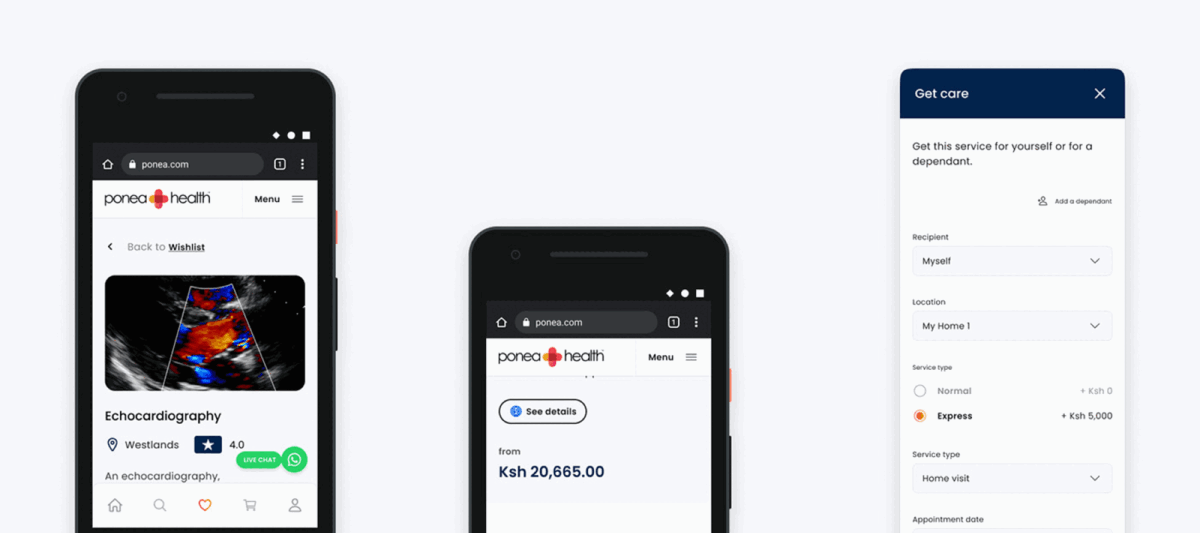 ponea.com
1
ponea health
Menu
Back to Wishlist
Echocardiography
Westlands 4.0
LIVE CHAT
An echocardiography,
ponea.com
1
ponea health
Menu
See details
from
Ksh 20,665.00
Get care
Get this service for yourself or for a
dependant.
Add a dependant
Recipient
Myself
Location
My Home 1
Service type
Normal + Ksh 0
Express + Ksh 5,000
Service type
Home visit
Appointment date